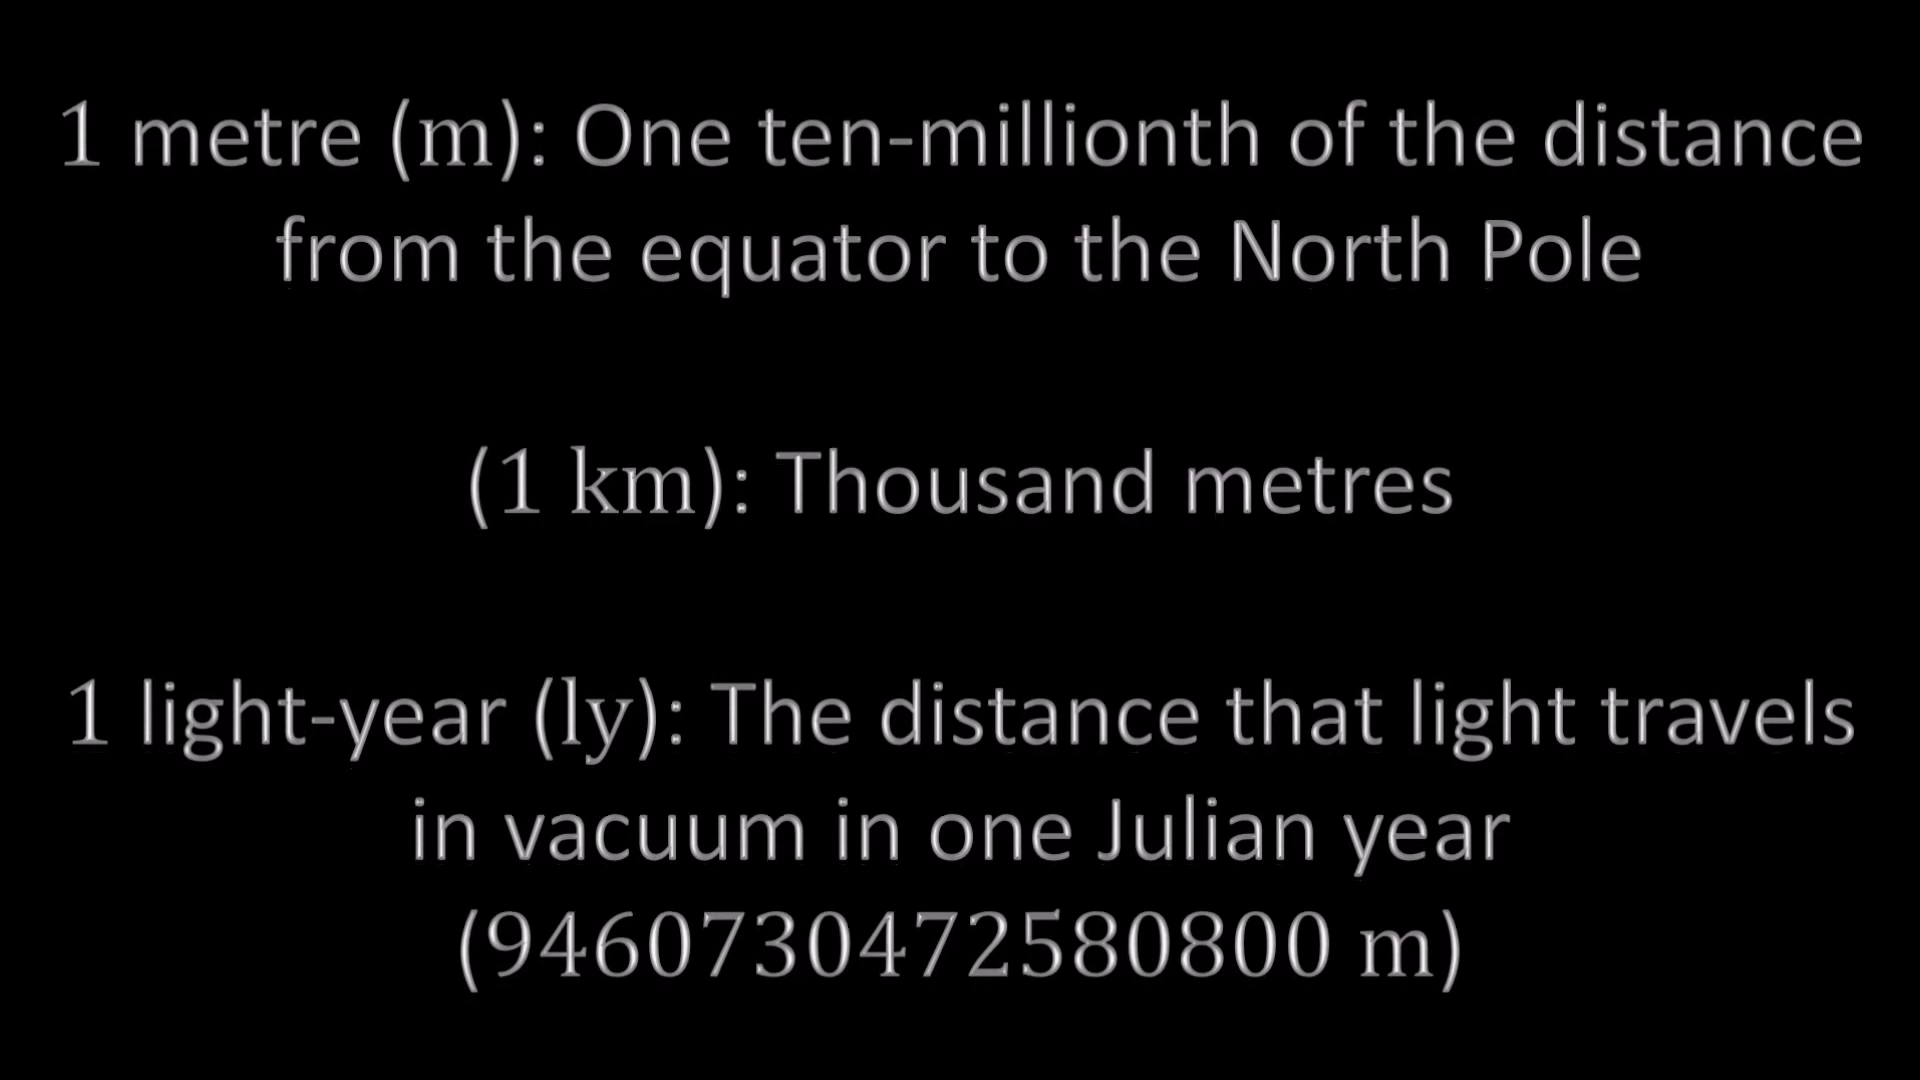 1 metre (m): One ten-millionth of the distance
from the equator to the North Pole
(1 km): Thousand metres
1 light-year (ly): The distance that light travels
in vacuum in one Julian year
(9460730472580800 m)